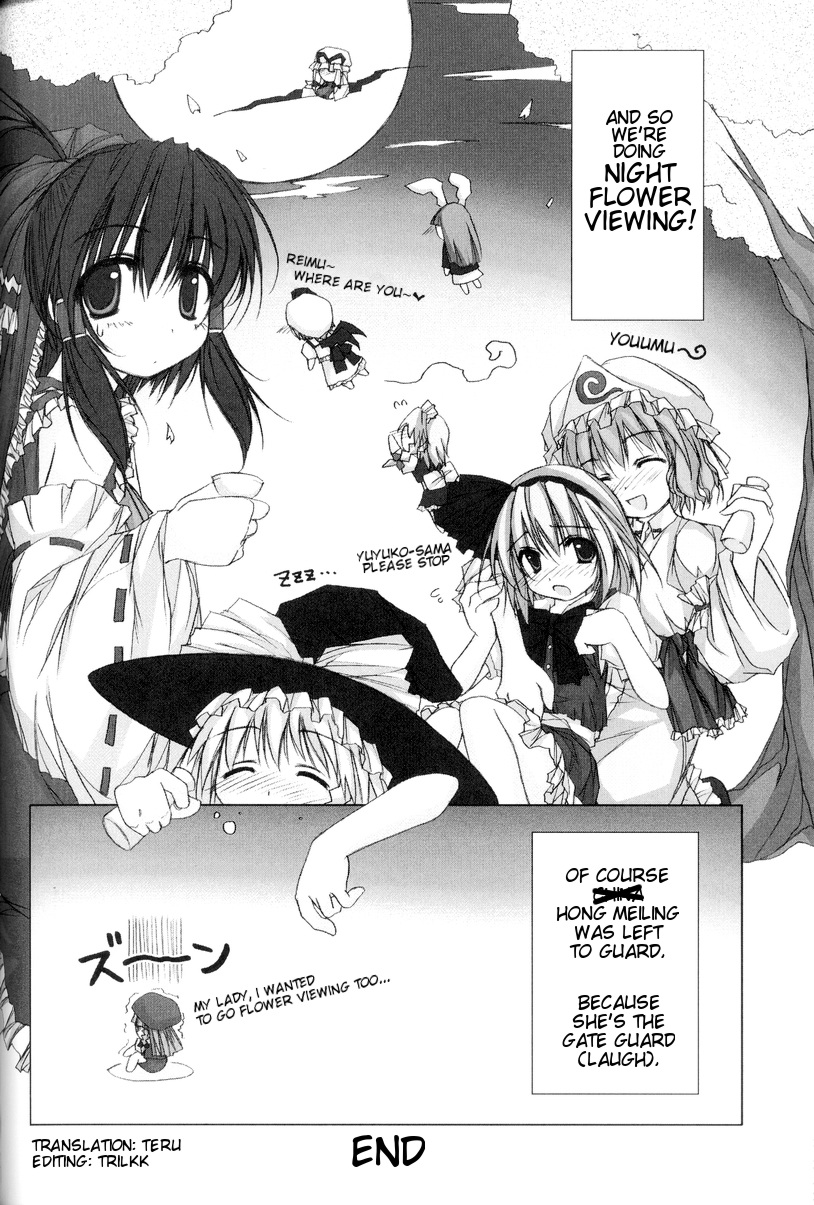 AND SO
WE'RE
DOING
NIGHT
FLOWER
VIEWING!
REIMU~
WHERE ARE YOU~♥
YOUUMU~
YUYUKO-SAMA
PLEASE STOP
ZZZ...
OF COURSE
HONG MEILING
WAS LEFT
TO GUARD.
BECAUSE
SHE'S THE
GATE GUARD
(LAUGH).
ズ〜ン
MY LADY, I WANTED
TO GO FLOWER VIEWING TOO...
TRANSLATION: TERU
EDITING: TRILKK
END